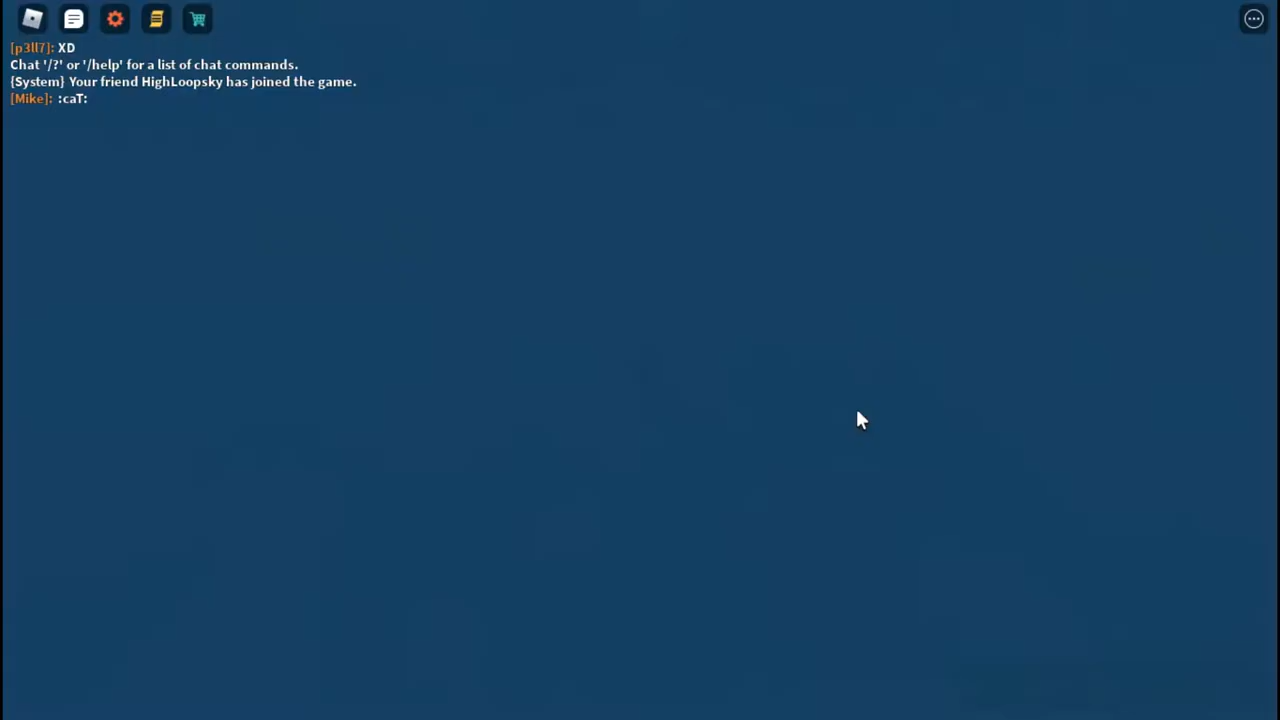 [p3ll7]: XD
Chat '/?' or '/help' for a list of chat commands.
{System} Your friend HighLoopsky has joined the game.
[Mike]: :caT: